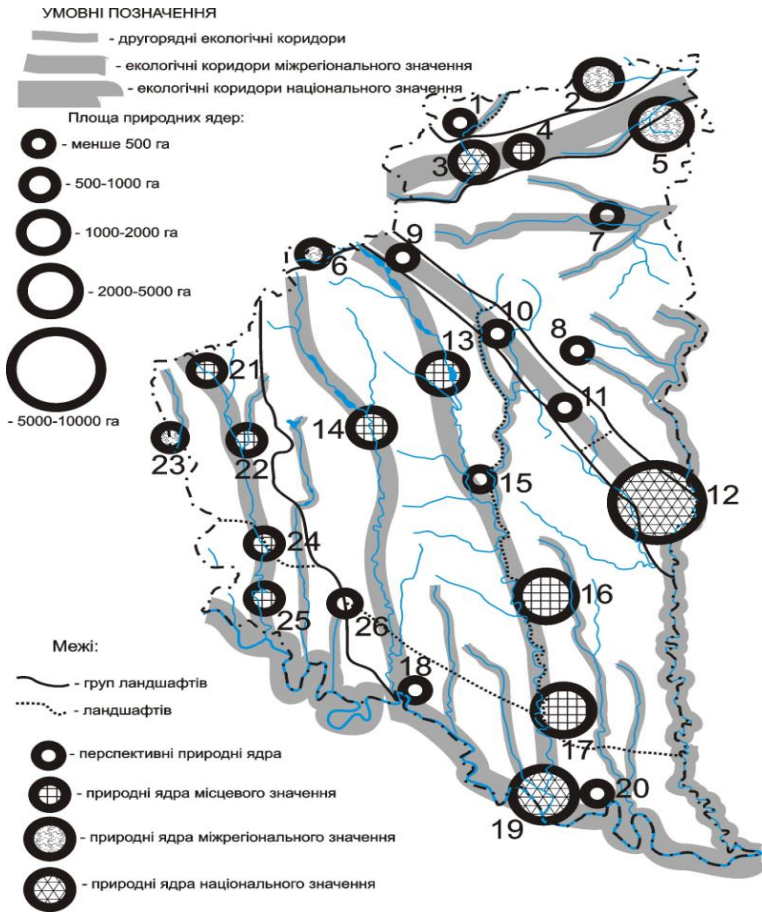 УМОВНІ ПОЗНАЧЕННЯ
- другорядні екологічні коридори
- екологічні коридори міжрегіонального значення
- екологічні коридори національного значення
Площа природних ядер:
- менше 500 га
- 500-1000 га
- 1000-2000 га
- 2000-5000 га
- 5000-10000 га
1
2
3
4
5
6
7
8
9
10
11
12
13
14
15
16
17
18
19
20
21
22
23
24
25
26
Межі:
- груп ландшафтів
- ландшафтів
- перспективні природні ядра
- природні ядра місцевого значення
- природні ядра міжрегіонального значення
- природні ядра національного значення